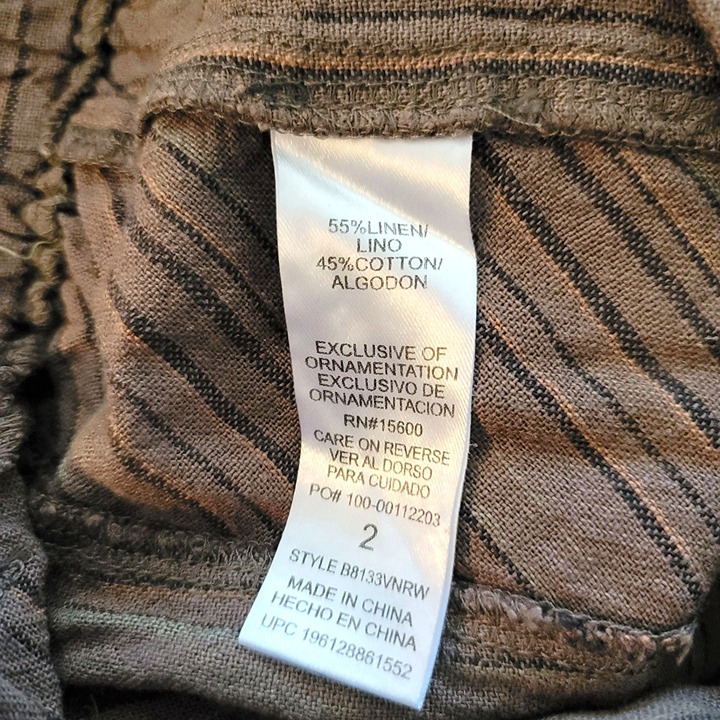 55%LINEN/
LINO
45%COTTON/
ALGODON
EXCLUSIVE OF
ORNAMENTATION
EXCLUSIVO DE
ORNAMENTACION
RN#15600
CARE ON REVERSE
VER AL DORSO
PARA CUIDADO
PO# 100-00112203
2
STYLE B8133VNRW
MADE IN CHINA
HECHO EN CHINA
UPC 196128861552